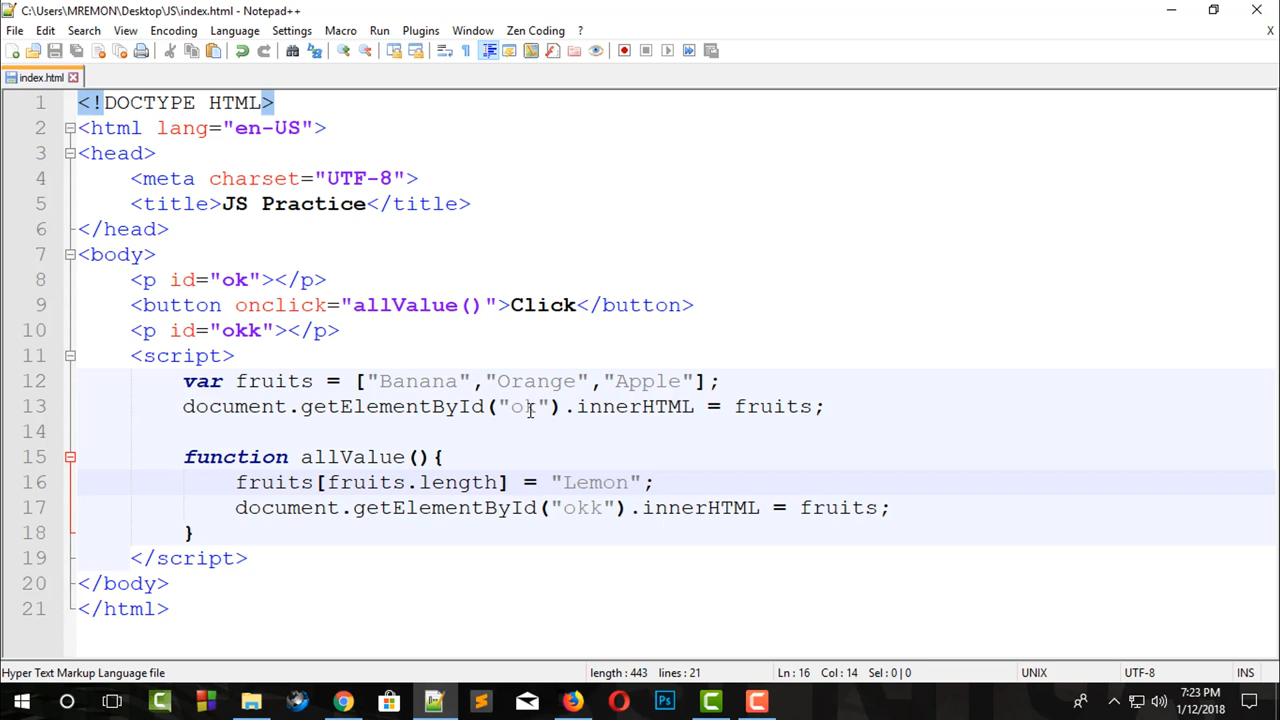 C:\Users\MREMON\Desktop\JS\index.html - Notepad++
File Edit Search View Encoding Language Settings Macro Run Plugins Window Zen Coding ? X
index.html
1 <!DOCTYPE HTML>
2 <html lang="en-US">
3 <head>
4 <meta charset="UTF-8">
5 <title>JS Practice</title>
6 </head>
7 <body>
8 <p id="ok"></p>
9 <button onclick="allValue()">Click</button>
10 <p id="okk"></p>
11 <script>
12 var fruits = ["Banana","Orange","Apple"];
13 document.getElementById("ok").innerHTML = fruits;
14
15 function allValue(){
16 fruits[fruits.length] = "Lemon";
17 document.getElementById("okk").innerHTML = fruits;
18 }
19 </script>
20 </body>
21 </html>
Hyper Text Markup Language file length : 443 lines : 21 Ln : 16 Col : 14 Sel : 0 | 0 UNIX UTF-8 INS
7:23 PM
1/12/2018